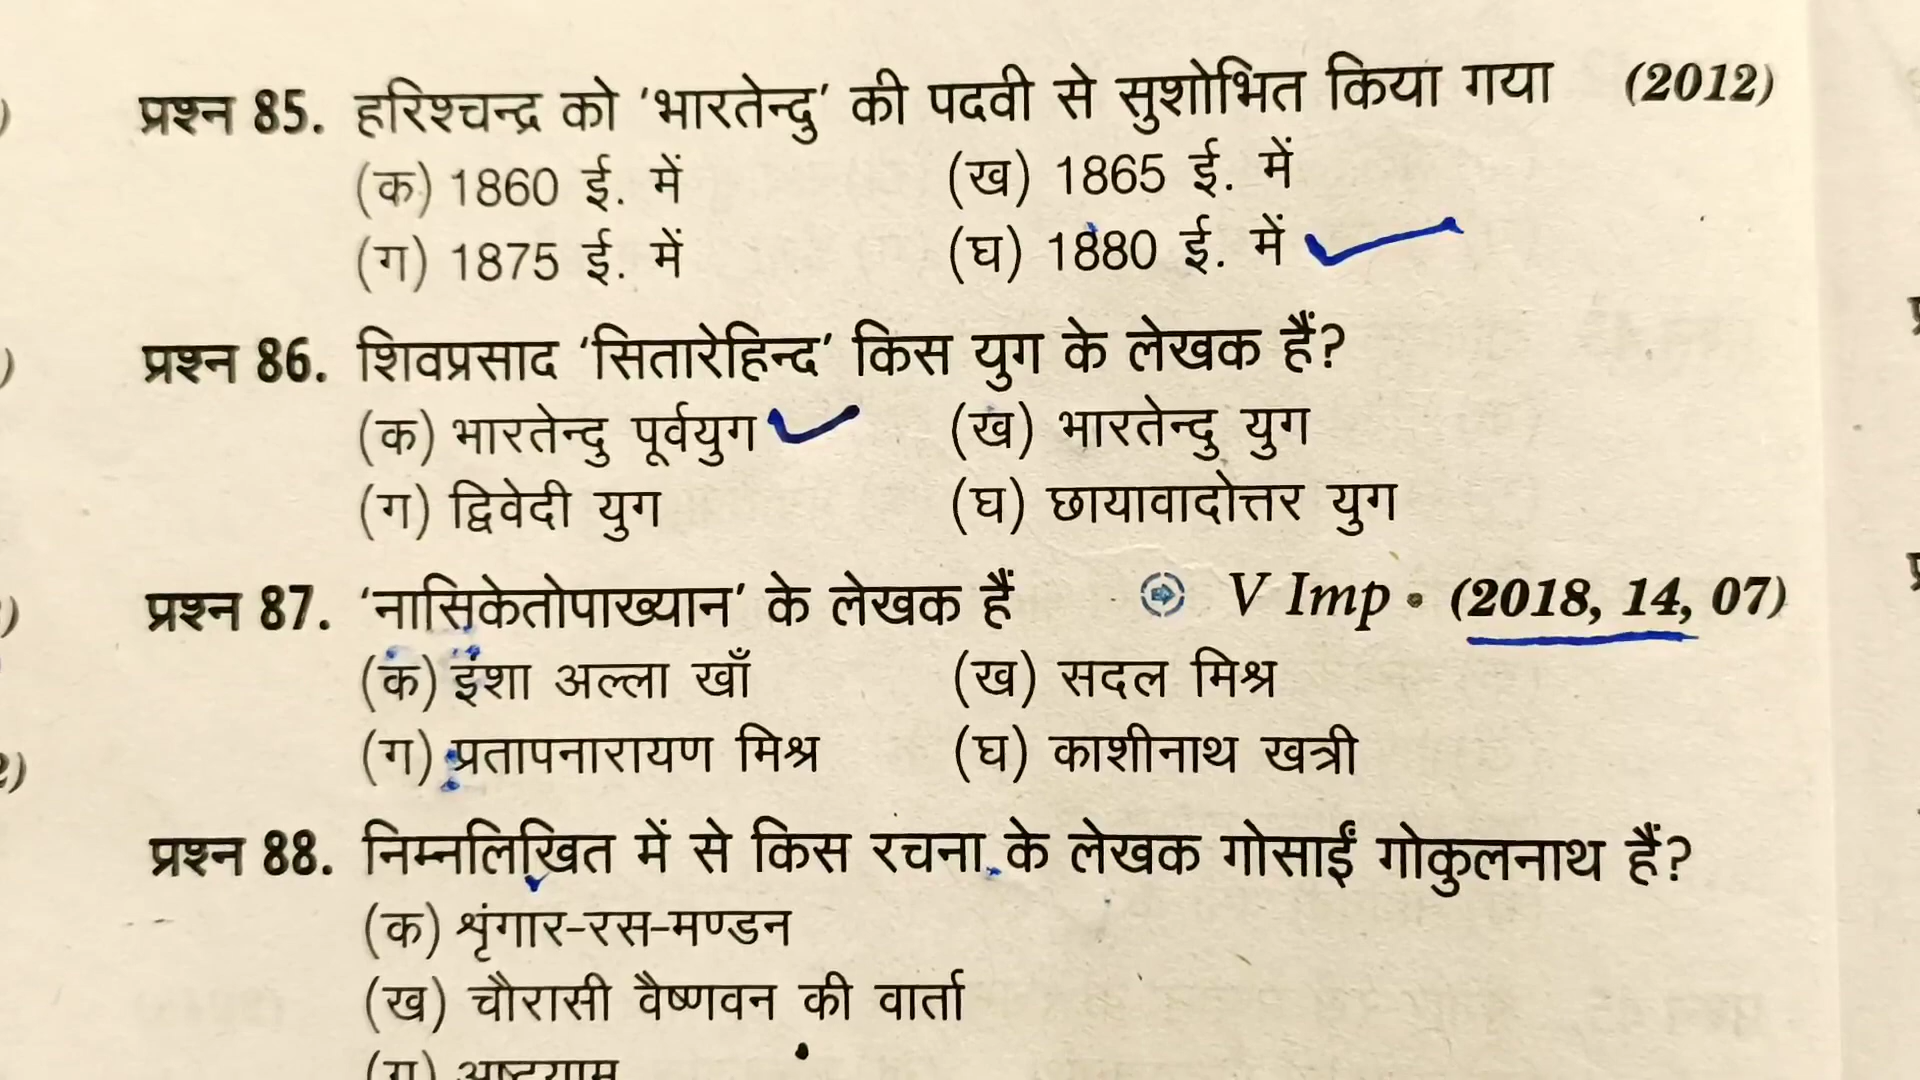 प्रश्न 85. हरिश्चन्द्र को 'भारतेन्दु' की पदवी से सुशोभित किया गया (2012)
(क) 1860 ई. में (ख) 1865 ई. में
(ग) 1875 ई. में (घ) 1880 ई. में
प्रश्न 86. शिवप्रसाद 'सितारेहिन्द' किस युग के लेखक हैं?
(क) भारतेन्दु पूर्वयुग (ख) भारतेन्दु युग
(ग) द्विवेदी युग (घ) छायावादोत्तर युग
प्रश्न 87. 'नासिकेतोपाख्यान' के लेखक हैं V Imp • (2018, 14, 07)
(क) इंशा अल्ला खाँ (ख) सदल मिश्र
(ग) प्रतापनारायण मिश्र (घ) काशीनाथ खत्री
प्रश्न 88. निम्नलिखित में से किस रचना के लेखक गोसाईं गोकुलनाथ हैं?
(क) शृंगार-रस-मण्डन
(ख) चौरासी वैष्णवन की वार्ता
(ग) अष्टयाम